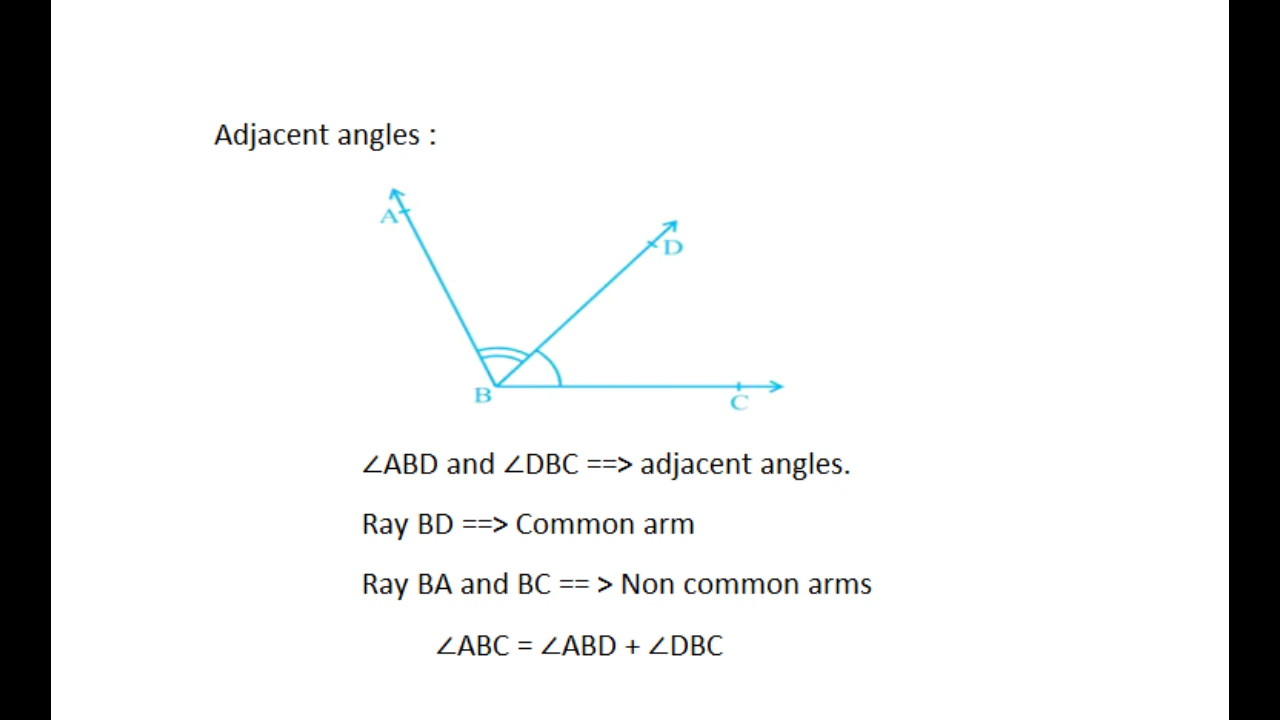 Adjacent angles :
A
D
B
C
∠ABD and ∠DBC ==> adjacent angles.
Ray BD ==> Common arm
Ray BA and BC == > Non common arms
∠ABC = ∠ABD + ∠DBC